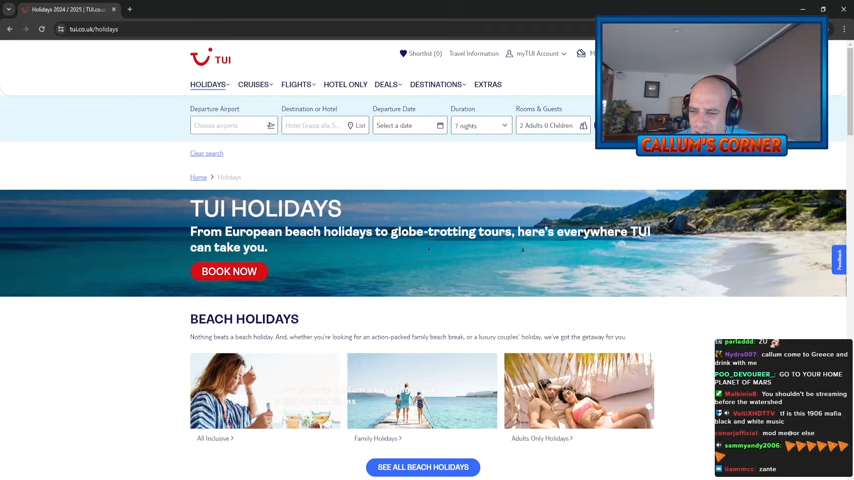 Holidays 2024 / 2025 | TUI.co.uk
tui.co.uk/holidays
TUI
Shortlist (0)
Travel Information
myTUI Account
HOLIDAYS
CRUISES
FLIGHTS
HOTEL ONLY
DEALS
DESTINATIONS
EXTRAS
Departure Airport
Destination or Hotel
Departure Date
Duration
Rooms & Guests
Choose airports
Hotel Grazia alla S...
List
Select a date
7 nights
2 Adults 0 Children
CALLUM'S CORNER
Clear search
Home > Holidays
TUI HOLIDAYS
From European beach holidays to globe-trotting tours, here's everywhere TUI
can take you.
BOOK NOW
Feedback
BEACH HOLIDAYS
Nothing beats a beach holiday. And, whether you're looking for an action-packed family beach break, or a luxury couples' holiday, we've got the getaway for you.
All Inclusive >
Family Holidays >
Adults Only Holidays >
SEE ALL BEACH HOLIDAYS
parladdd: ZU
Nydra007: callum come to Greece and
drink with me
POO_DEVOURER_: GO TO YOUR HOME
PLANET OF MARS
Malkinio8: You shouldn't be streaming
before the watershed
VoltiXHDTTV: tf is this 1906 mafia
black and white music
conorjofficial: mod me@or else
sammyandy2006:
liamrmcc: zante